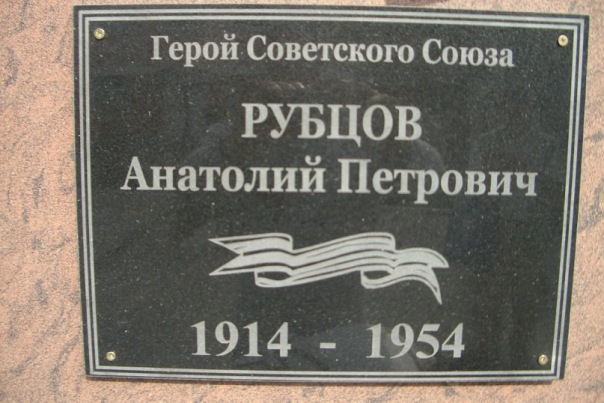 Герой Советского Союза
РУБЦОВ
Анатолий Петрович
1914 - 1954